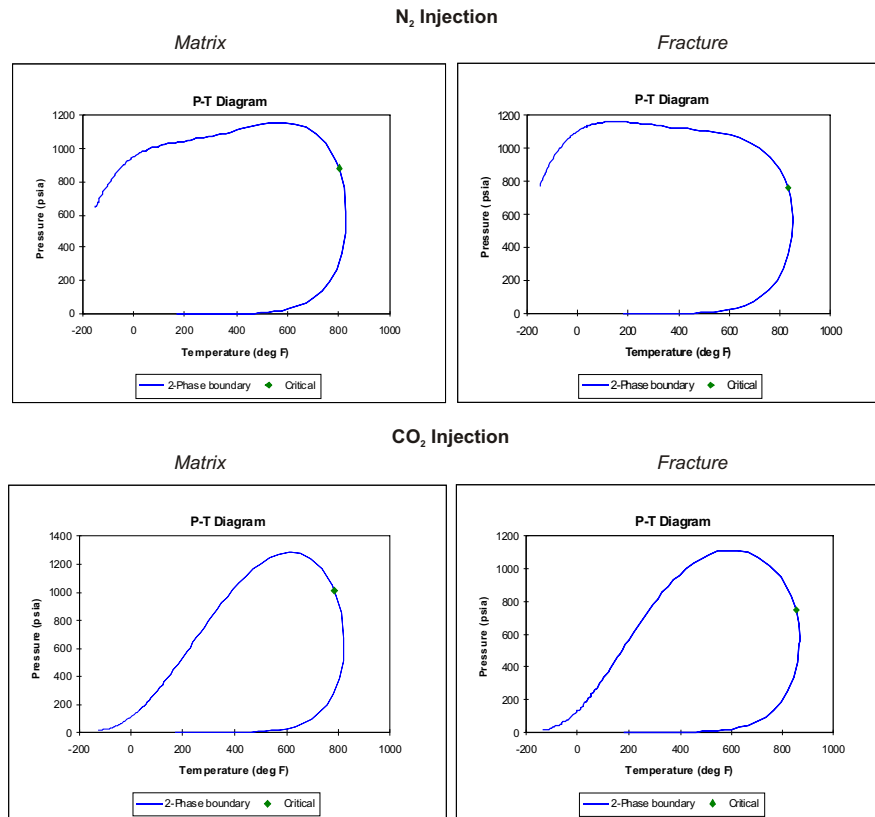 N₂ Injection
Matrix
Fracture
P-T Diagram
1200
1000
800
600
400
200
0
-200 0 200 400 600 800 1000
Pressure (psia)
Temperature (deg F)
2-Phase boundary Critical
P-T Diagram
1200
1000
800
600
400
200
0
-200 0 200 400 600 800 1000
Pressure (psia)
Temperature (deg F)
2-Phase boundary Critical
CO₂ Injection
Matrix
Fracture
P-T Diagram
1400
1200
1000
800
600
400
200
0
-200 0 200 400 600 800 1000
Pressure (psia)
Temperature (deg F)
2-Phase boundary Critical
P-T Diagram
1200
1000
800
600
400
200
0
-200 0 200 400 600 800 1000
Pressure (psia)
Temperature (deg F)
2-Phase boundary Critical